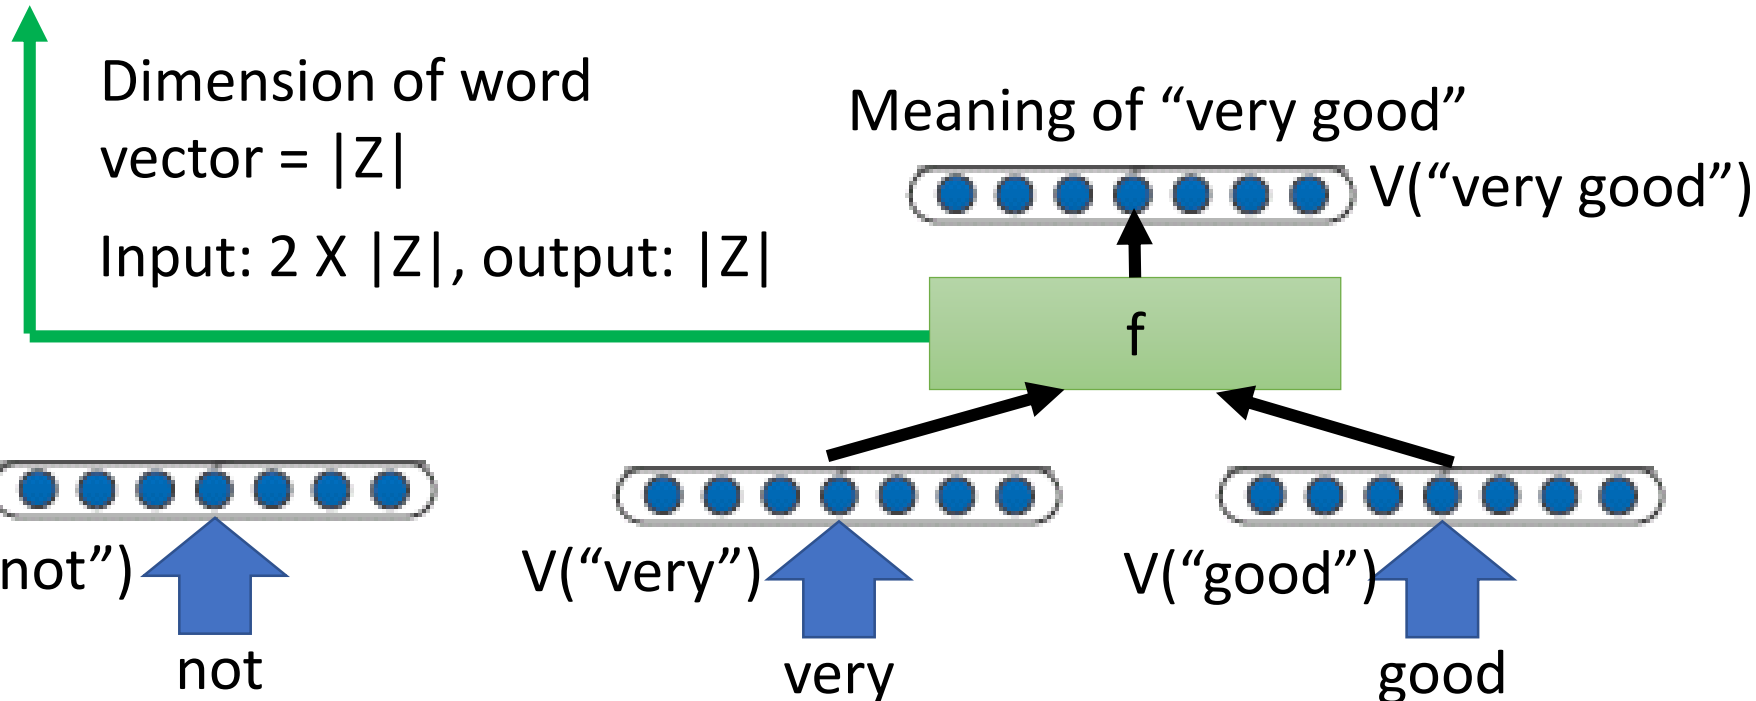 Dimension of word
vector = |Z|
Input: 2 X |Z|, output: |Z|
Meaning of “very good”
V(“very good”)
f
not”)
V(“very”)
V(“good”)
not
very
good